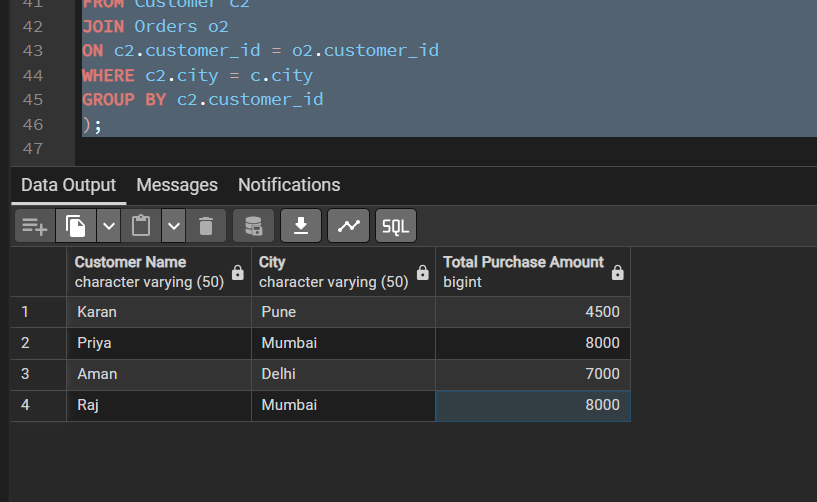 41 FROM Customer c2
42 JOIN Orders o2
43 ON c2.customer_id = o2.customer_id
44 WHERE c2.city = c.city
45 GROUP BY c2.customer_id
46 );
47
Data Output Messages Notifications
SQL
Customer Name City Total Purchase Amount
character varying (50) character varying (50) bigint
1 Karan Pune 4500
2 Priya Mumbai 8000
3 Aman Delhi 7000
4 Raj Mumbai 8000